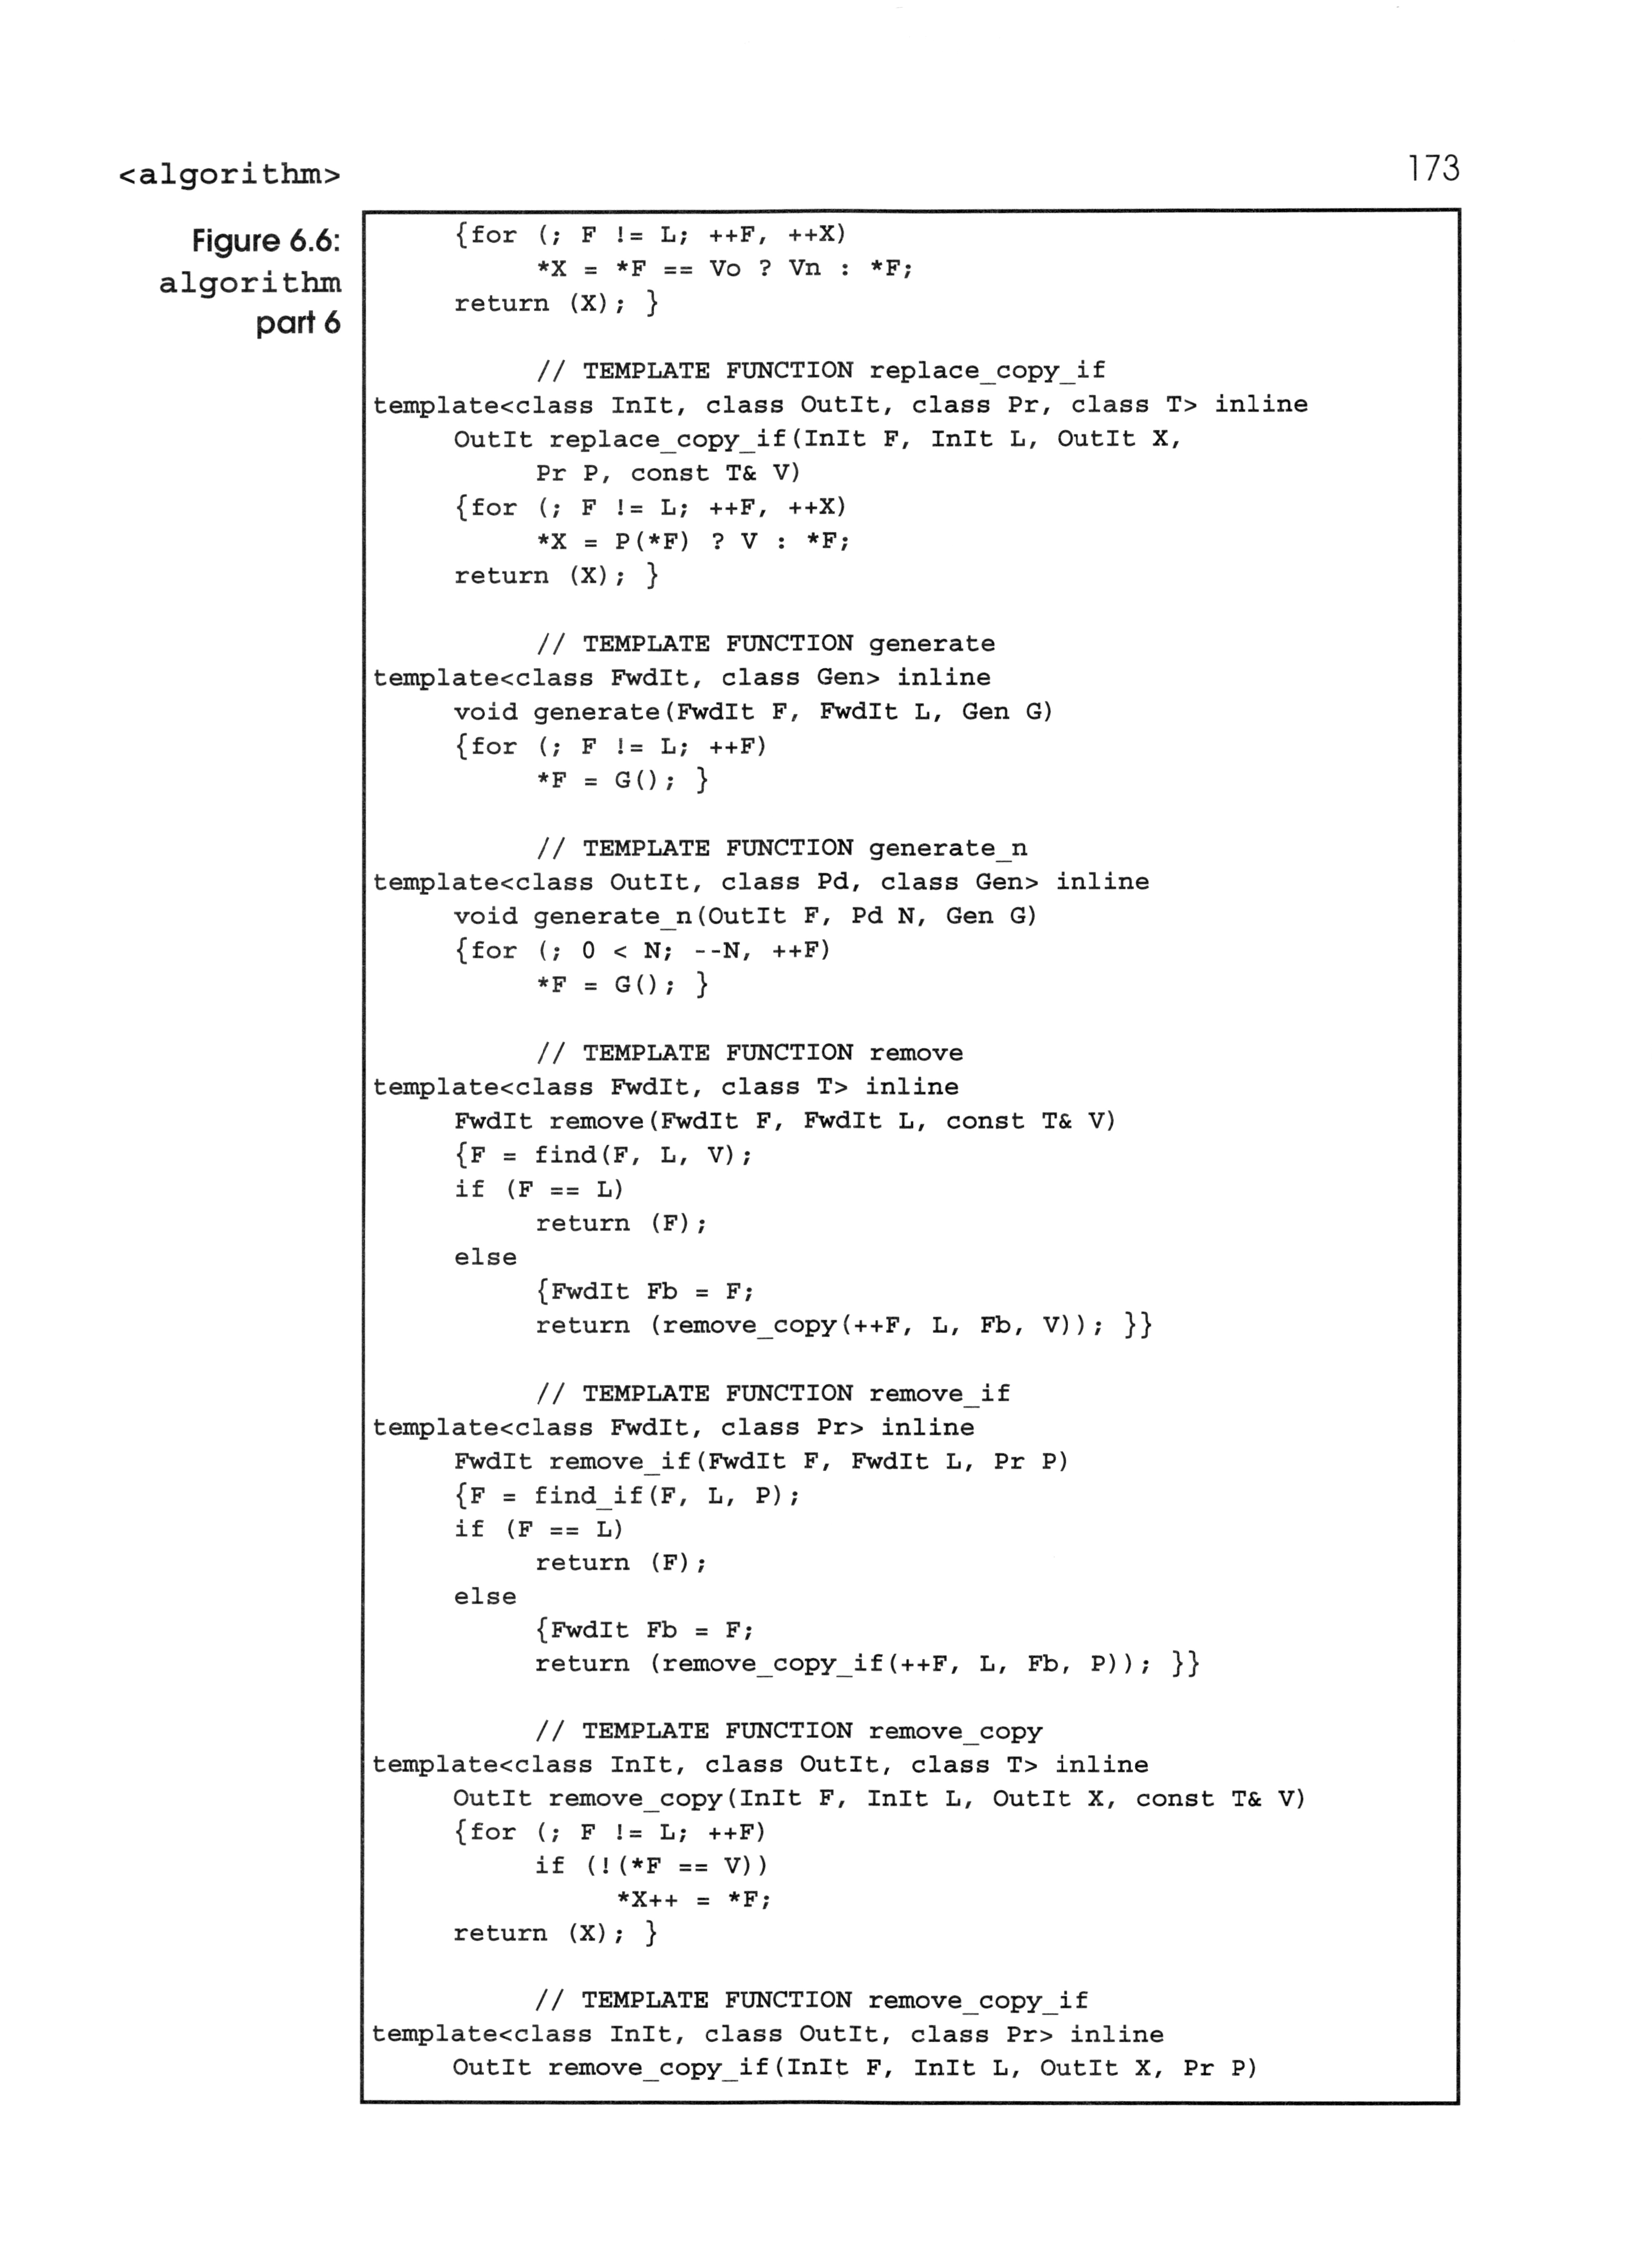 <algorithm>
173
Figure 6.6:
algorithm
part 6
{for (; F != L; ++F, ++X)
*X = *F == Vo ? Vn : *F;
return (X); }
// TEMPLATE FUNCTION replace_copy_if
template<class InIt, class OutIt, class Pr, class T> inline
OutIt replace_copy_if(InIt F, InIt L, OutIt X,
Pr P, const T& V)
{for (; F != L; ++F, ++X)
*X = P(*F) ? V : *F;
return (X); }
// TEMPLATE FUNCTION generate
template<class FwdIt, class Gen> inline
void generate(FwdIt F, FwdIt L, Gen G)
{for (; F != L; ++F)
*F = G(); }
// TEMPLATE FUNCTION generate_n
template<class OutIt, class Pd, class Gen> inline
void generate_n(OutIt F, Pd N, Gen G)
{for (; 0 < N; --N, ++F)
*F = G(); }
// TEMPLATE FUNCTION remove
template<class FwdIt, class T> inline
FwdIt remove(FwdIt F, FwdIt L, const T& V)
{F = find(F, L, V);
if (F == L)
return (F);
else
{FwdIt Fb = F;
return (remove_copy(++F, L, Fb, V)); }}
// TEMPLATE FUNCTION remove_if
template<class FwdIt, class Pr> inline
FwdIt remove_if(FwdIt F, FwdIt L, Pr P)
{F = find_if(F, L, P);
if (F == L)
return (F);
else
{FwdIt Fb = F;
return (remove_copy_if(++F, L, Fb, P)); }}
// TEMPLATE FUNCTION remove_copy
template<class InIt, class OutIt, class T> inline
OutIt remove_copy(InIt F, InIt L, OutIt X, const T& V)
{for (; F != L; ++F)
if (!(*F == V))
*X++ = *F;
return (X); }
// TEMPLATE FUNCTION remove_copy_if
template<class InIt, class OutIt, class Pr> inline
OutIt remove_copy_if(InIt F, InIt L, OutIt X, Pr P)